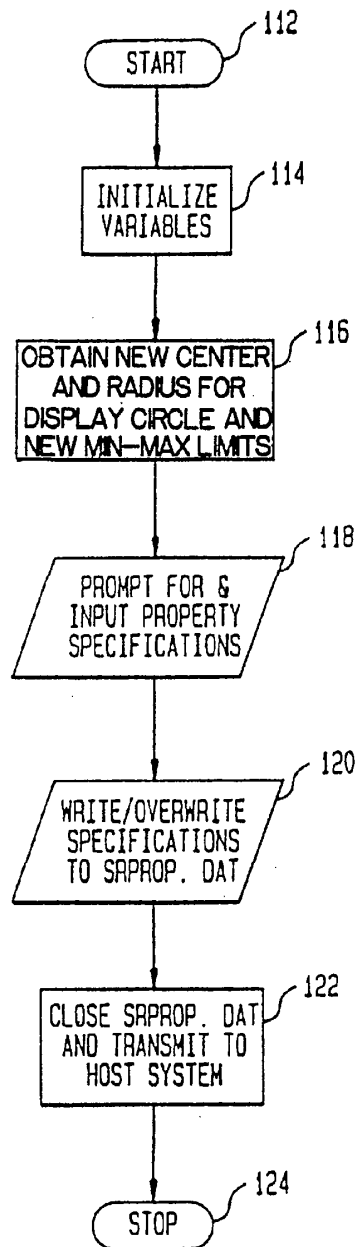 112
START
114
INITIALIZE
VARIABLES
116
OBTAIN NEW CENTER
AND RADIUS FOR
DISPLAY CIRCLE AND
NEW MIN-MAX LIMITS
118
PROMPT FOR &
INPUT PROPERTY
SPECIFICATIONS
120
WRITE/OVERWRITE
SPECIFICATIONS
TO SRPROP. DAT
122
CLOSE SRPROP. DAT
AND TRANSMIT TO
HOST SYSTEM
124
STOP